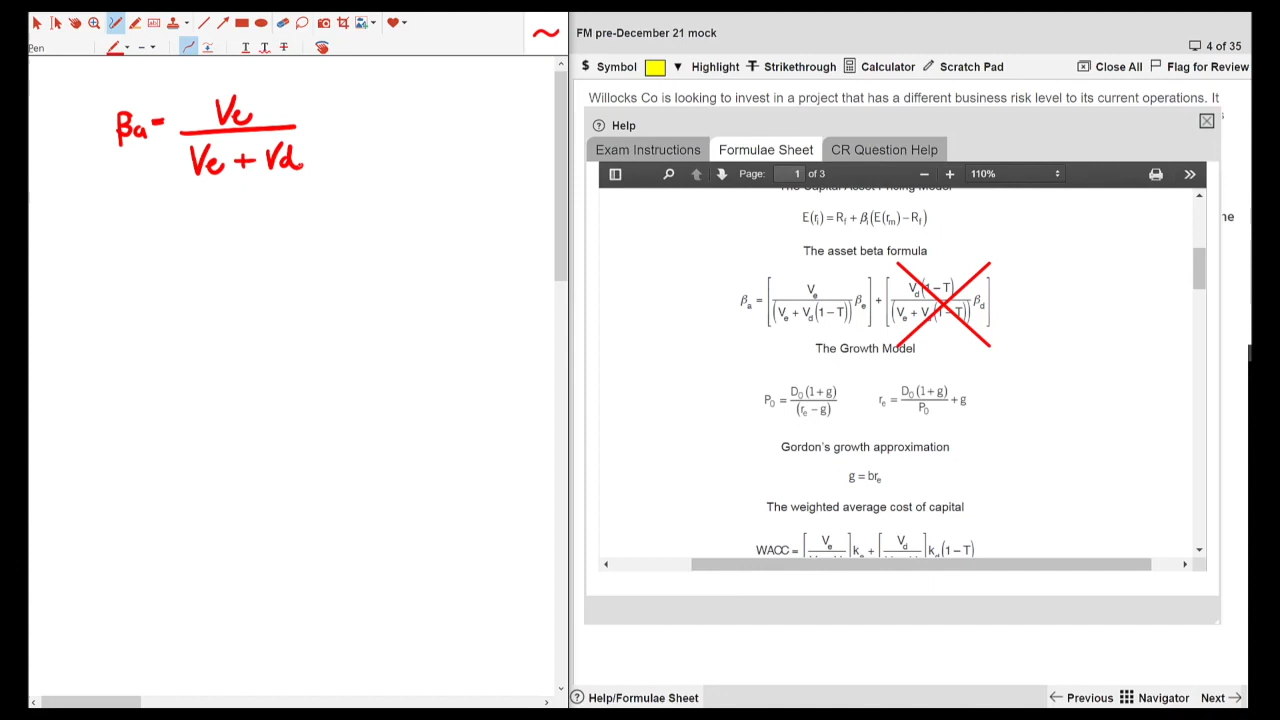 Pen
βa = Ve
Ve + Vd
FM pre-December 21 mock
4 of 35
$ Symbol ▼ Highlight Strikethrough Calculator Scratch Pad Close All Flag for Review
Willocks Co is looking to invest in a project that has a different business risk level to its current operations. It
Help
Exam Instructions Formulae Sheet CR Question Help
Page: 1 of 3 110%
E(ri) = Rf + βi(E(rm) − Rf)
The asset beta formula
βa = [Ve / (Ve + Vd(1 − T)) βe] + [Vd(1 − T) / (Ve + Vd(1 − T)) βd]
The Growth Model
P0 = D0(1 + g) / (re − g) re = D0(1 + g) / P0 + g
Gordon's growth approximation
g = bre
The weighted average cost of capital
WACC = [Ve ]ke + [Vd ]kd(1 − T)
Help/Formulae Sheet
Previous Navigator Next